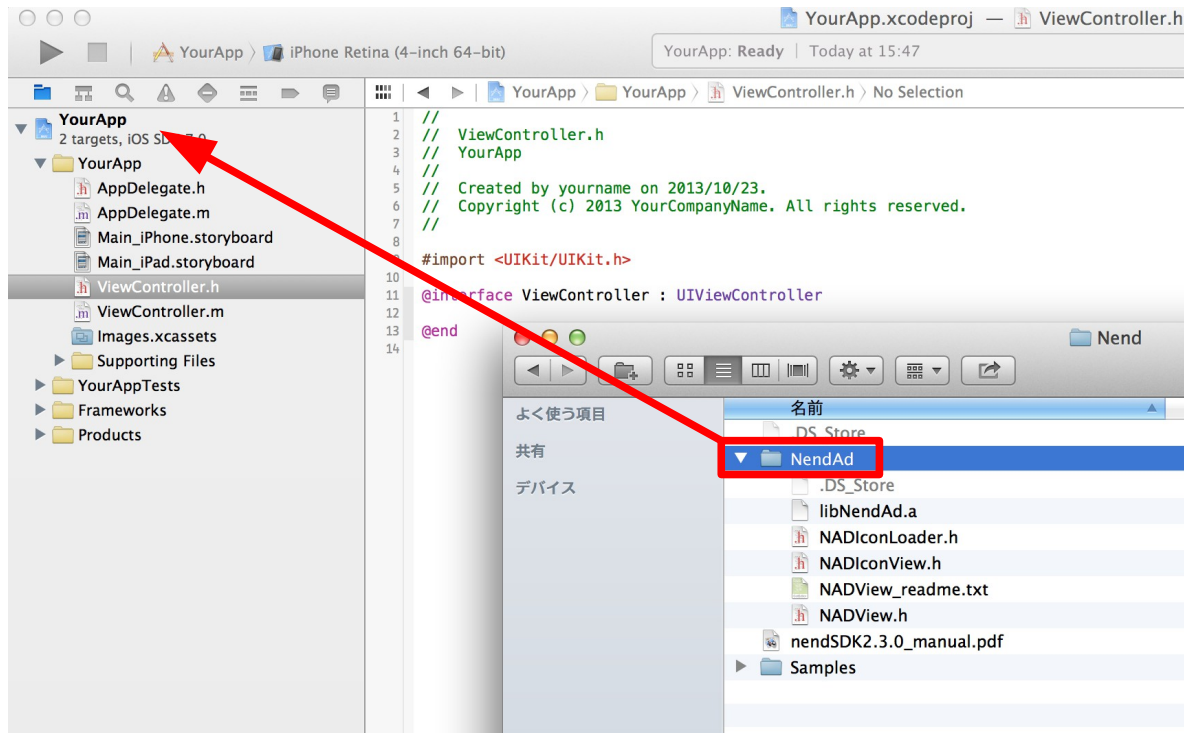 YourApp.xcodeproj — ViewController.h
YourApp 〉 iPhone Retina (4-inch 64-bit)
YourApp: Ready | Today at 15:47
YourApp 〉 YourApp 〉 ViewController.h 〉 No Selection
YourApp
2 targets, iOS
YourApp
AppDelegate.h
AppDelegate.m
Main_iPhone.storyboard
Main_iPad.storyboard
ViewController.h
ViewController.m
Images.xcassets
Supporting Files
YourAppTests
Frameworks
Products
1 //
2 // ViewController.h
3 // YourApp
4 //
5 // Created by yourname on 2013/10/23.
6 // Copyright (c) 2013 YourCompanyName. All rights reserved.
7 //
8
#import <UIKit/UIKit.h>
10
11 @interface ViewController : UIViewController
12
13 @end
14
Nend
よく使う項目
共有
デバイス
名前
.DS_Store
NendAd
.DS_Store
libNendAd.a
NADIconLoader.h
NADIconView.h
NADView_readme.txt
NADView.h
nendSDK2.3.0_manual.pdf
Samples